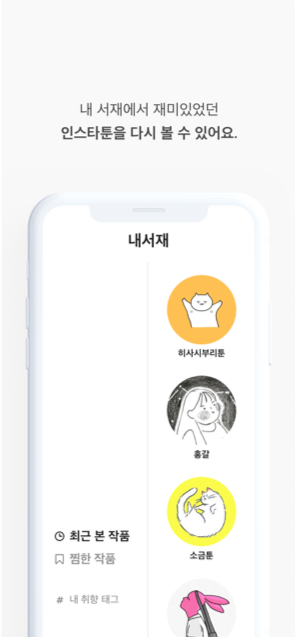 내 서재에서 재미있었던
인스타툰을 다시 볼 수 있어요.
내서재
히사시부리툰
홍갈
소금툰
최근 본 작품
찜한 작품
# 내 취향 태그